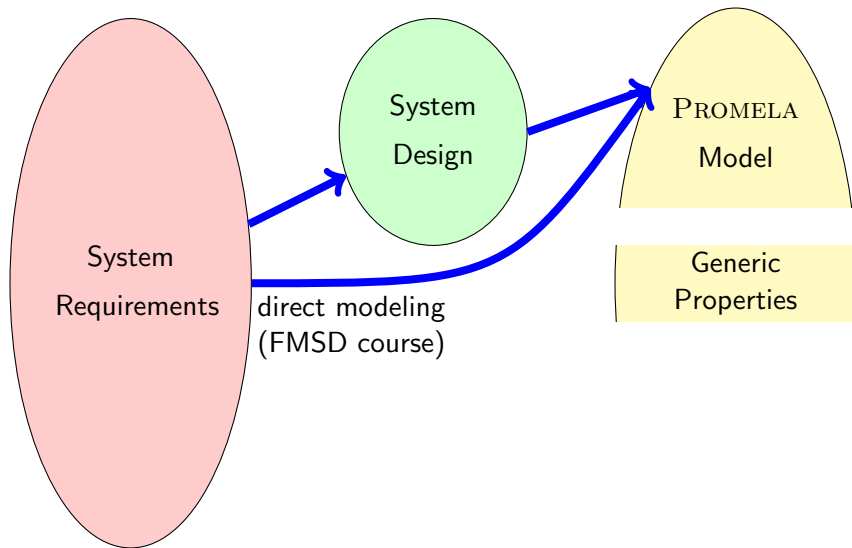 System
Requirements
System
Design
direct modeling
(FMSD course)
PROMELA
Model
Generic
Properties